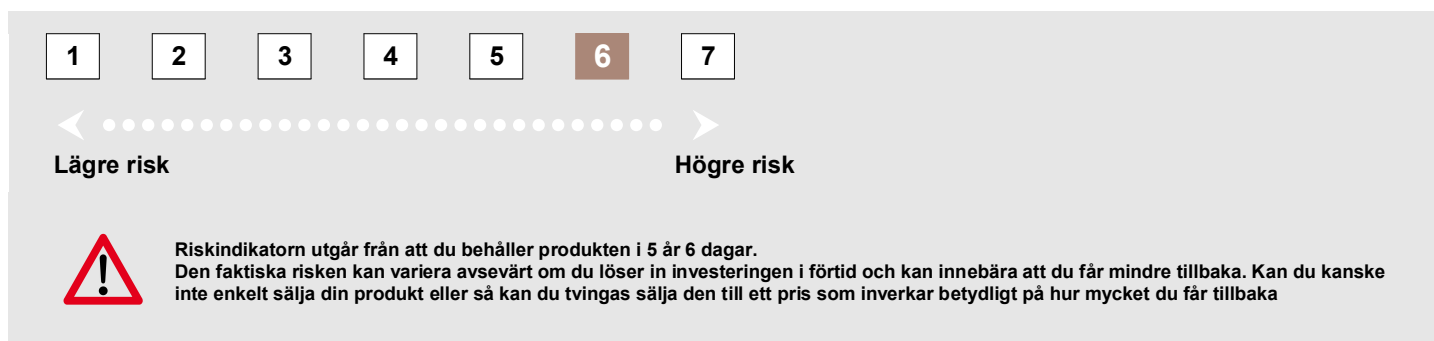 1 2 3 4 5 6 7
Lägre risk Högre risk
Riskindikatorn utgår från att du behåller produkten i 5 år 6 dagar.
Den faktiska risken kan variera avsevärt om du löser in investeringen i förtid och kan innebära att du får mindre tillbaka. Kan du kanske
inte enkelt sälja din produkt eller så kan du tvingas sälja den till ett pris som inverkar betydligt på hur mycket du får tillbaka